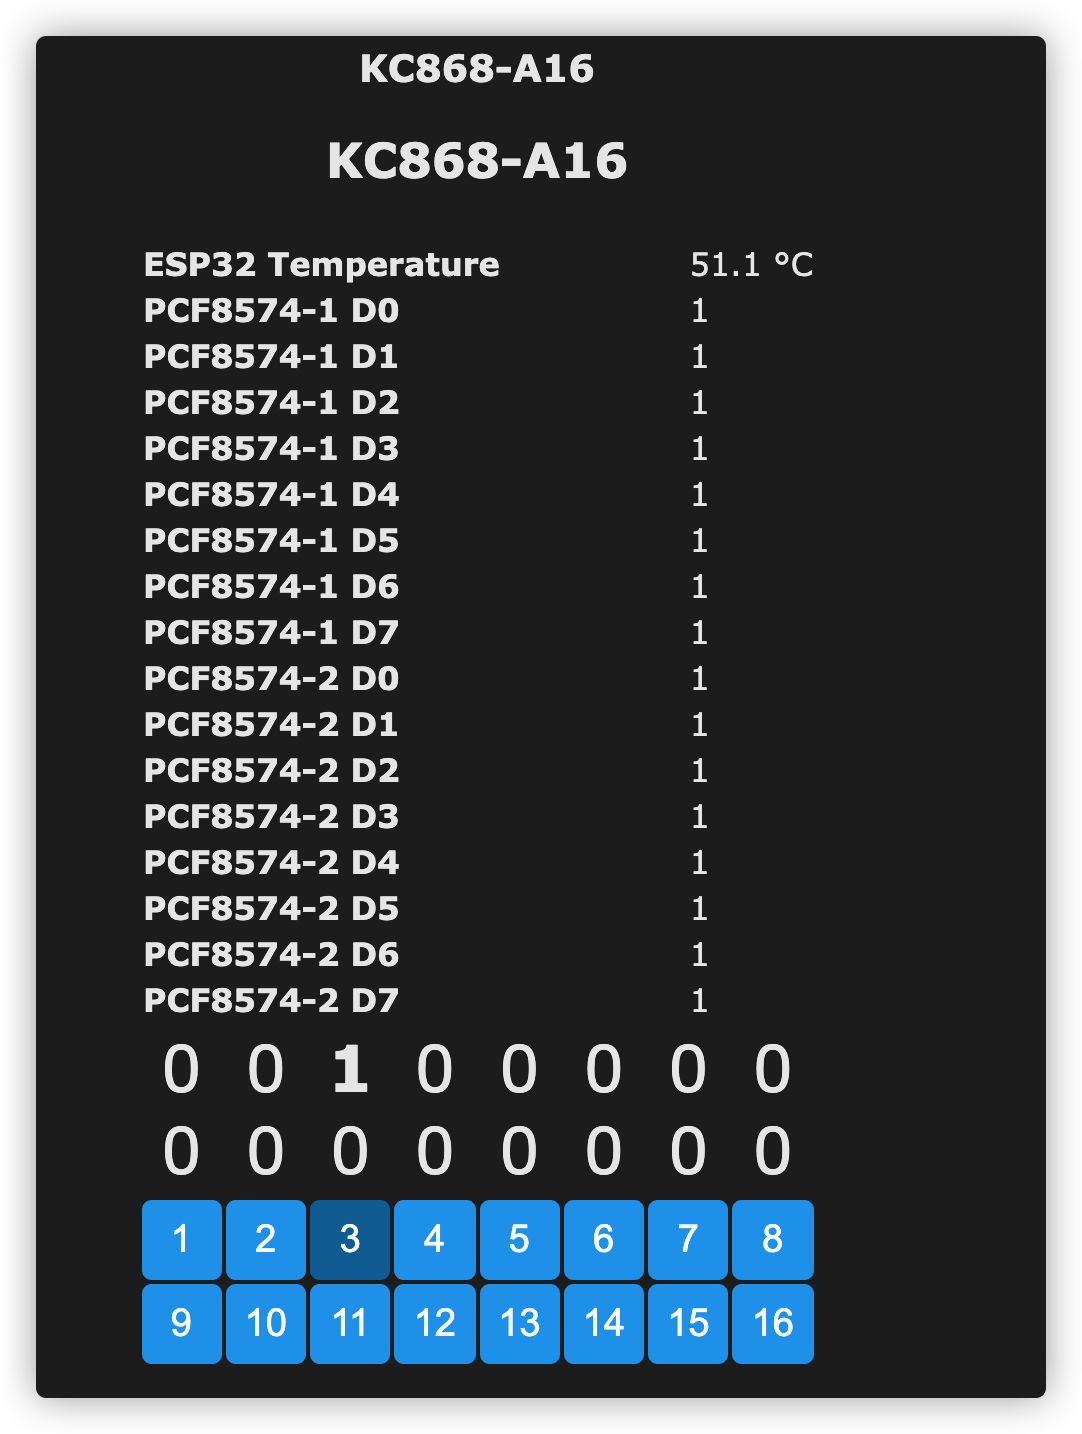 KC868-A16
KC868-A16
ESP32 Temperature 51.1 °C
PCF8574-1 D0 1
PCF8574-1 D1 1
PCF8574-1 D2 1
PCF8574-1 D3 1
PCF8574-1 D4 1
PCF8574-1 D5 1
PCF8574-1 D6 1
PCF8574-1 D7 1
PCF8574-2 D0 1
PCF8574-2 D1 1
PCF8574-2 D2 1
PCF8574-2 D3 1
PCF8574-2 D4 1
PCF8574-2 D5 1
PCF8574-2 D6 1
PCF8574-2 D7 1
0 0 1 0 0 0 0 0
0 0 0 0 0 0 0 0
1 2 3 4 5 6 7 8
9 10 11 12 13 14 15 16